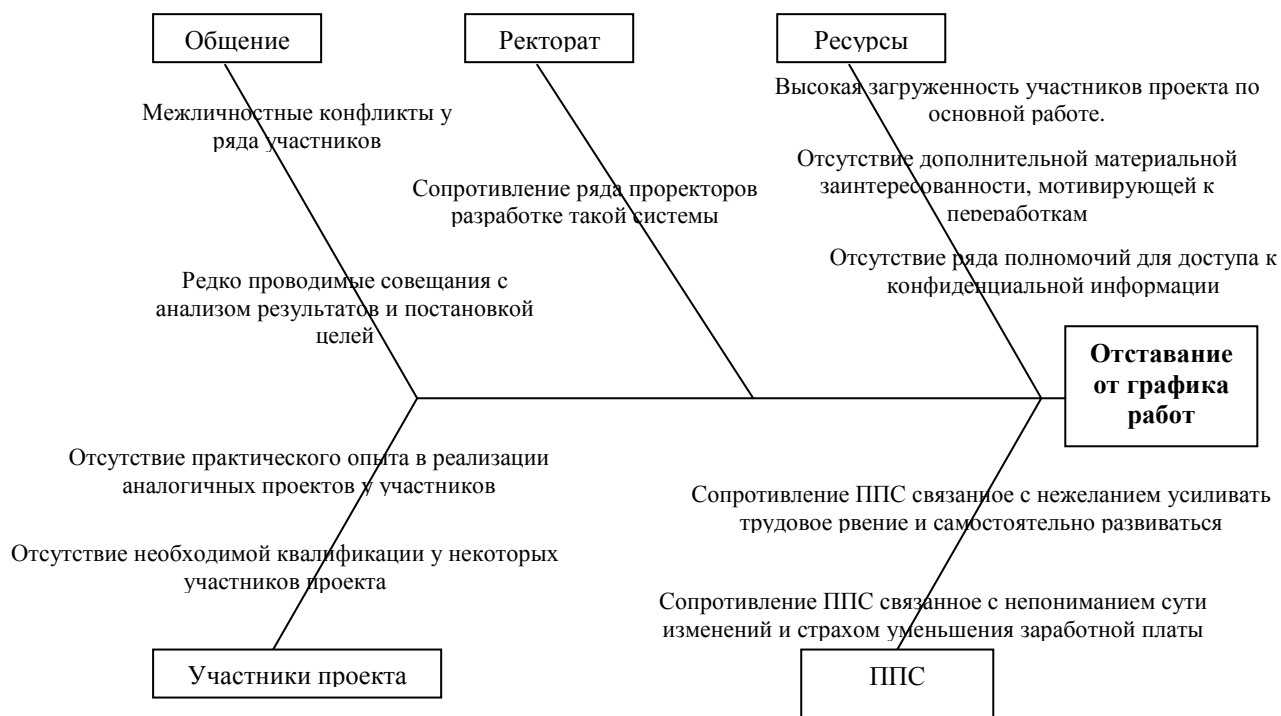 Общение
Ректорат
Ресурсы
Межличностные конфликты у
ряда участников
Редко проводимые совещания с
анализом результатов и постановкой
целей
Сопротивление ряда проректоров
разработке такой системы
Высокая загруженность участников проекта по
основной работе.
Отсутствие дополнительной материальной
заинтересованности, мотивирующей к
переработкам
Отсутствие ряда полномочий для доступа к
конфиденциальной информации
Отставание
от графика
работ
Отсутствие практического опыта в реализации
аналогичных проектов у участников
Отсутствие необходимой квалификации у некоторых
участников проекта
Сопротивление ППС связанное с нежеланием усиливать
трудовое рвение и самостоятельно развиваться
Сопротивление ППС связанное с непониманием сути
изменений и страхом уменьшения заработной платы
Участники проекта
ППС